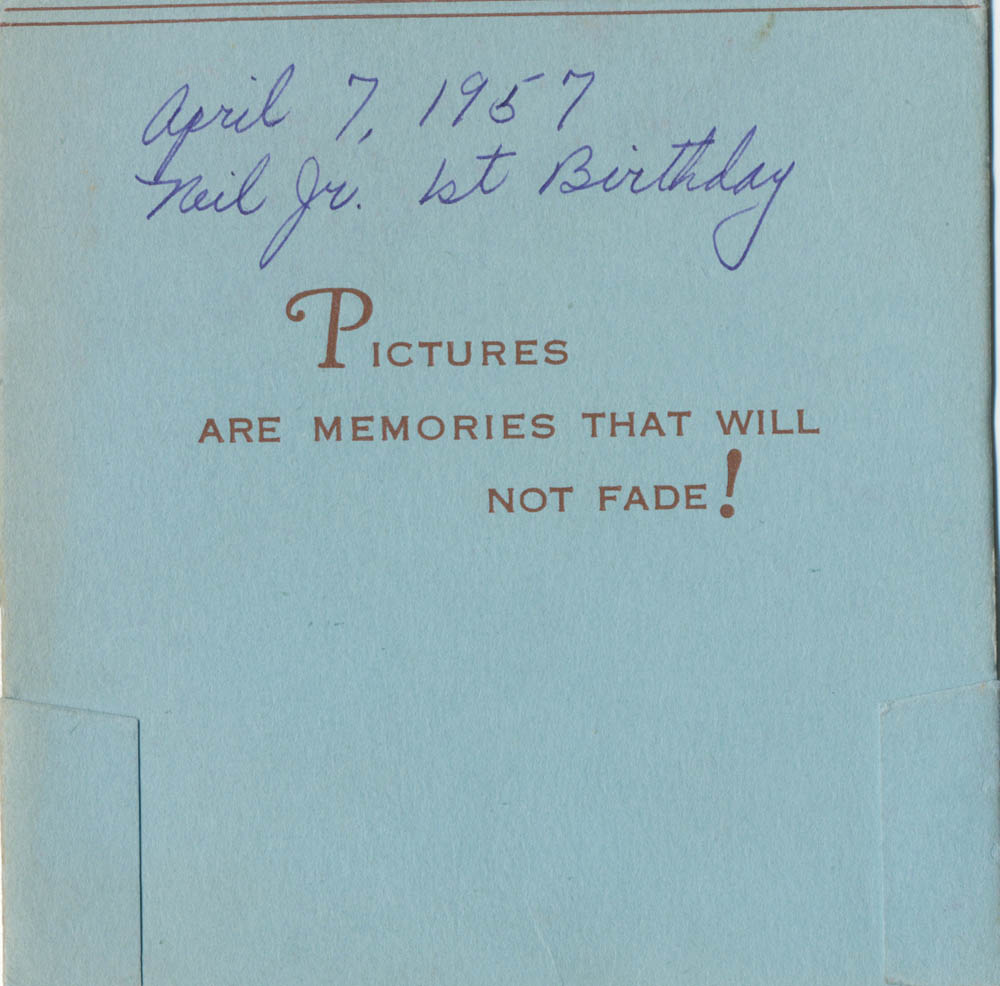 April 7, 1957
Neil Jr. 1st Birthday
PICTURES
ARE MEMORIES THAT WILL
NOT FADE!